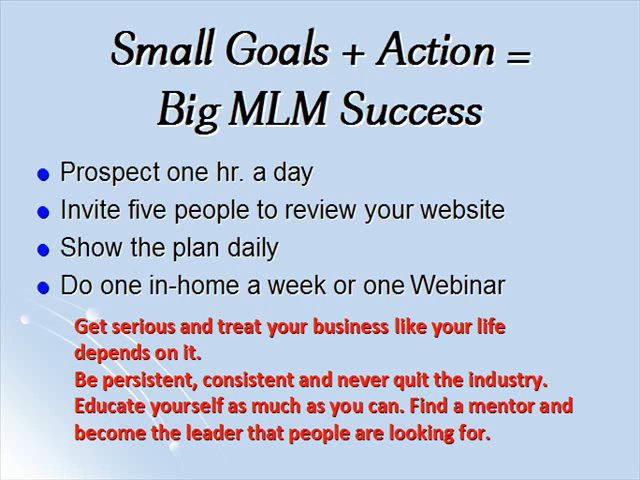 Small Goals + Action =
Big MLM Success
• Prospect one hr. a day
• Invite five people to review your website
• Show the plan daily
• Do one in-home a week or one Webinar
Get serious and treat your business like your life
depends on it.
Be persistent, consistent and never quit the industry.
Educate yourself as much as you can. Find a mentor and
become the leader that people are looking for.